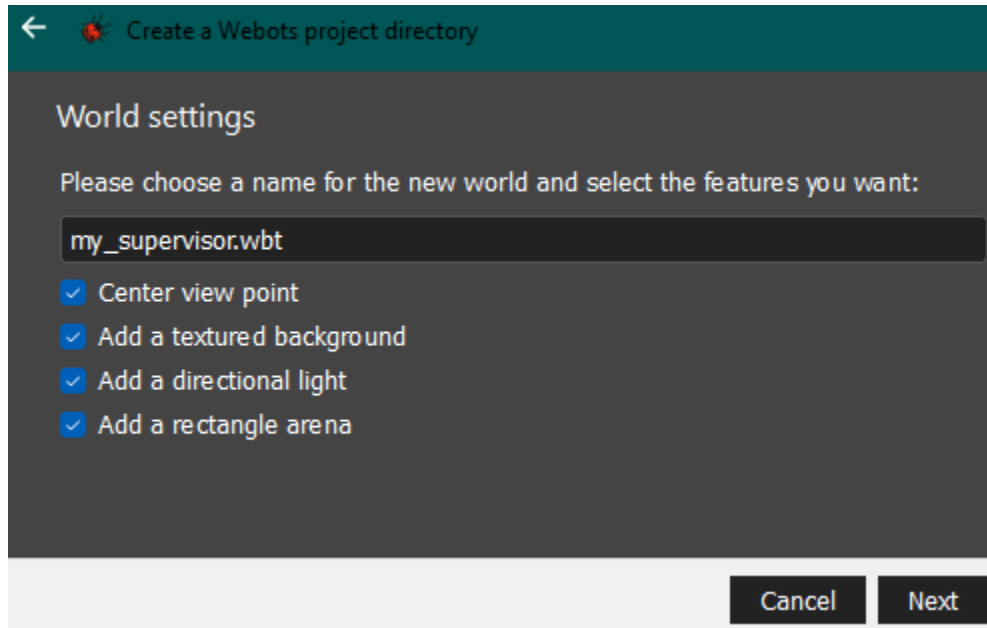 Create a Webots project directory
World settings
Please choose a name for the new world and select the features you want:
my_supervisor.wbt
Center view point
Add a textured background
Add a directional light
Add a rectangle arena
Cancel
Next